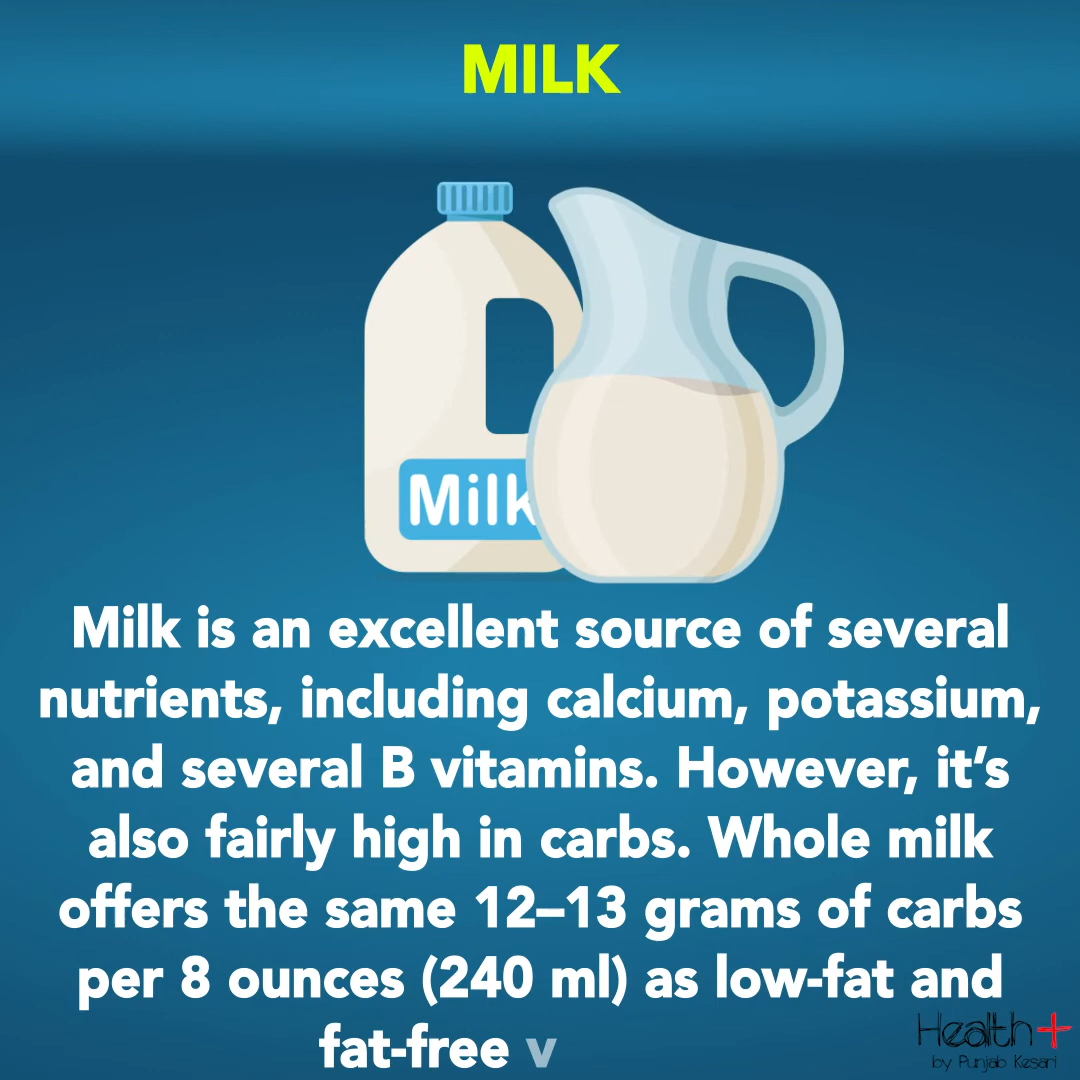 MILK
Milk
Milk is an excellent source of several
nutrients, including calcium, potassium,
and several B vitamins. However, it‘s
also fairly high in carbs. Whole milk
offers the same 12–13 grams of carbs
per 8 ounces (240 ml) as low-fat and
fat-free v
Health+
by Punjab Kesari